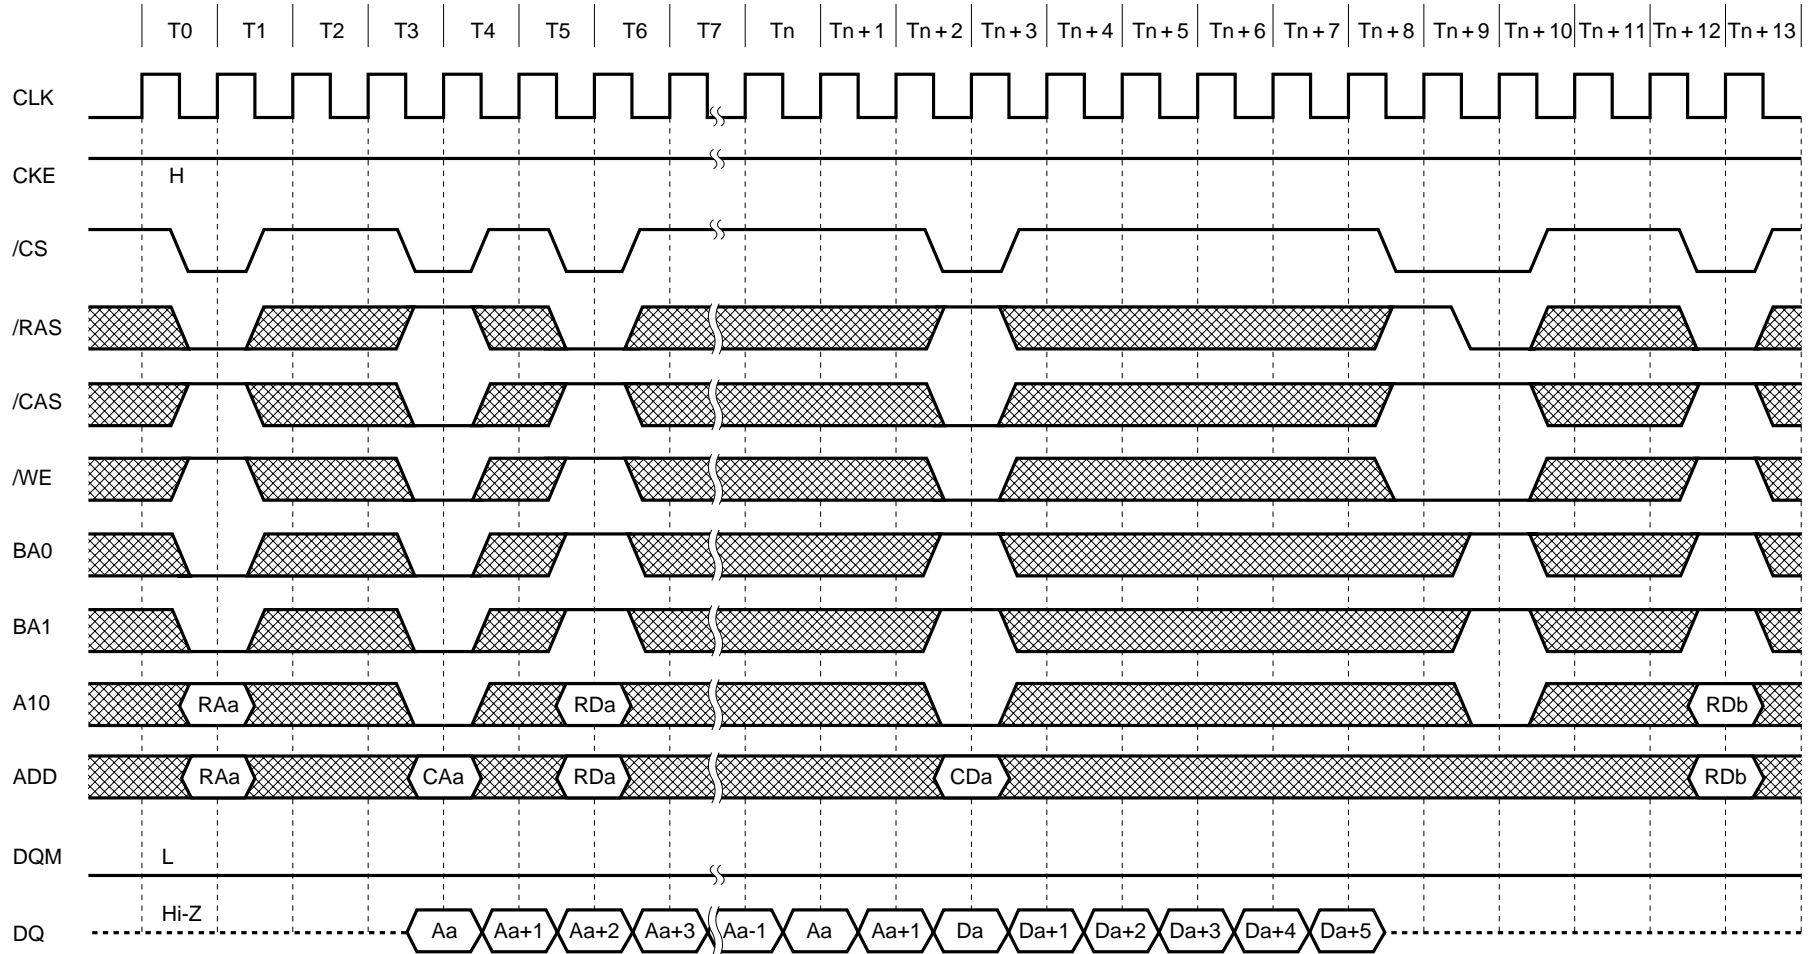 T0 T1 T2 T3 T4 T5 T6 T7 Tn Tn + 1 Tn + 2 Tn + 3 Tn + 4 Tn + 5 Tn + 6 Tn + 7 Tn + 8 Tn + 9 Tn + 10 Tn + 11 Tn + 12 Tn + 13
CLK
CKE H
/CS
/RAS
/CAS
/WE
BA0
BA1
A10 RAa RDa RDb
ADD RAa CAa RDa CDa RDb
DQM L
Hi-Z
DQ Aa Aa+1 Aa+2 Aa+3 Aa-1 Aa Aa+1 Da Da+1 Da+2 Da+3 Da+4 Da+5